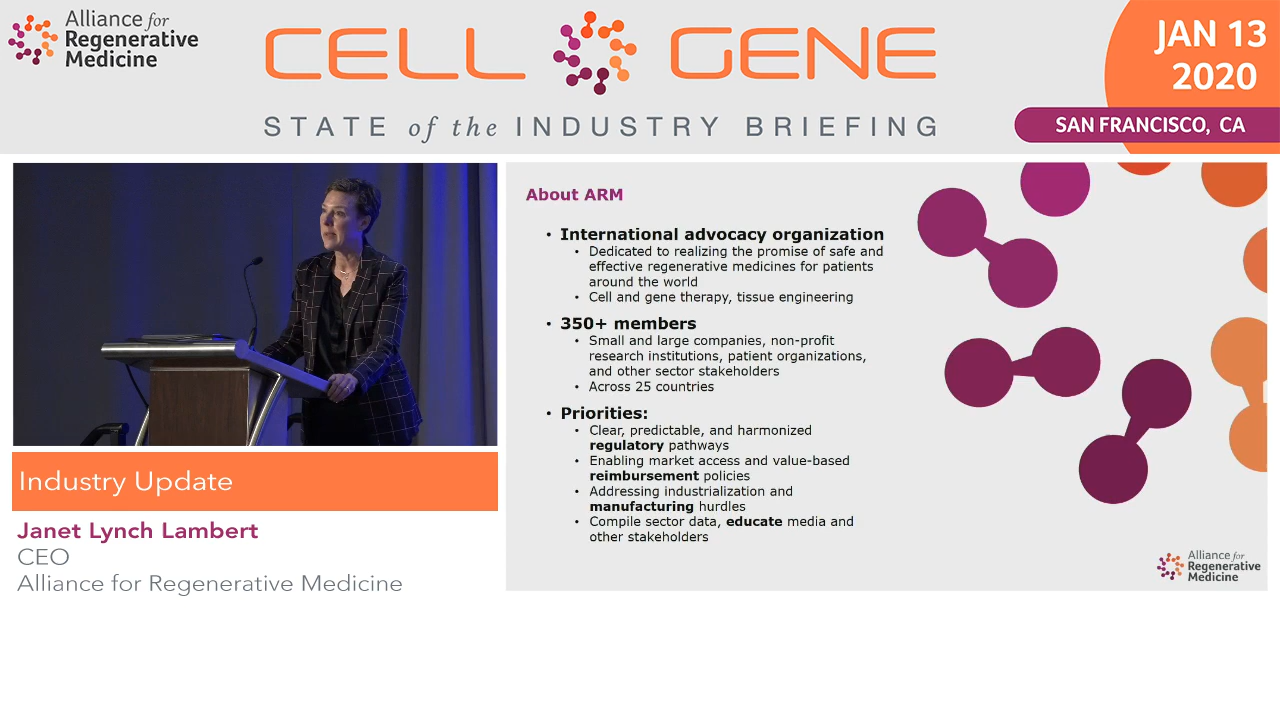 Alliance for
Regenerative
Medicine
CELL GENE
STATE of the INDUSTRY BRIEFING
JAN 13
2020
SAN FRANCISCO, CA
Industry Update
Janet Lynch Lambert
CEO
Alliance for Regenerative Medicine
About ARM
• International advocacy organization
• Dedicated to realizing the promise of safe and
effective regenerative medicines for patients
around the world
• Cell and gene therapy, tissue engineering
• 350+ members
• Small and large companies, non-profit
research institutions, patient organizations,
and other sector stakeholders
• Across 25 countries
• Priorities:
• Clear, predictable, and harmonized
regulatory pathways
• Enabling market access and value-based
reimbursement policies
• Addressing industrialization and
manufacturing hurdles
• Compile sector data, educate media and
other stakeholders
Alliance for
Regenerative
Medicine